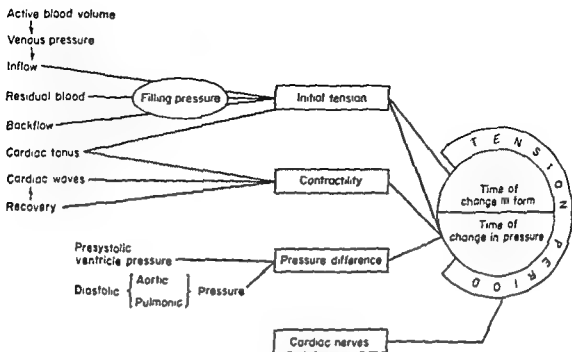 Active blood volume
Venous pressure
Inflow
Residual blood
Backflow
Cardiac tonus
Cardiac waves
Recovery
Filling pressure
Initial tension
Contractility
Presystolic
ventricle pressure
Diastolic { Aortic
Pulmonic } Pressure
Pressure difference
TENSION PERIOD
Time of
change in form
Time of
change in pressure
Cardiac nerves